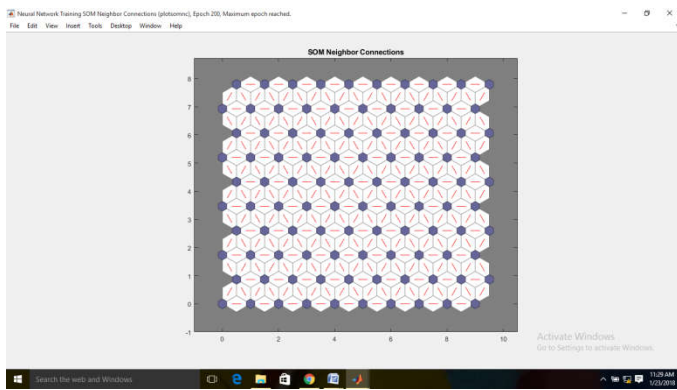 Neural Network Training SOM Neighbor Connections (plotsomnc), Epoch 200, Maximum epoch reached.
File Edit View Insert Tools Desktop Window Help
SOM Neighbor Connections
8
7
6
5
4
3
2
1
0
-1
0 2 4 6 8 10
Activate Windows
Go to Settings to activate Windows.
Search the web and Windows
11:29 AM
1/23/2018